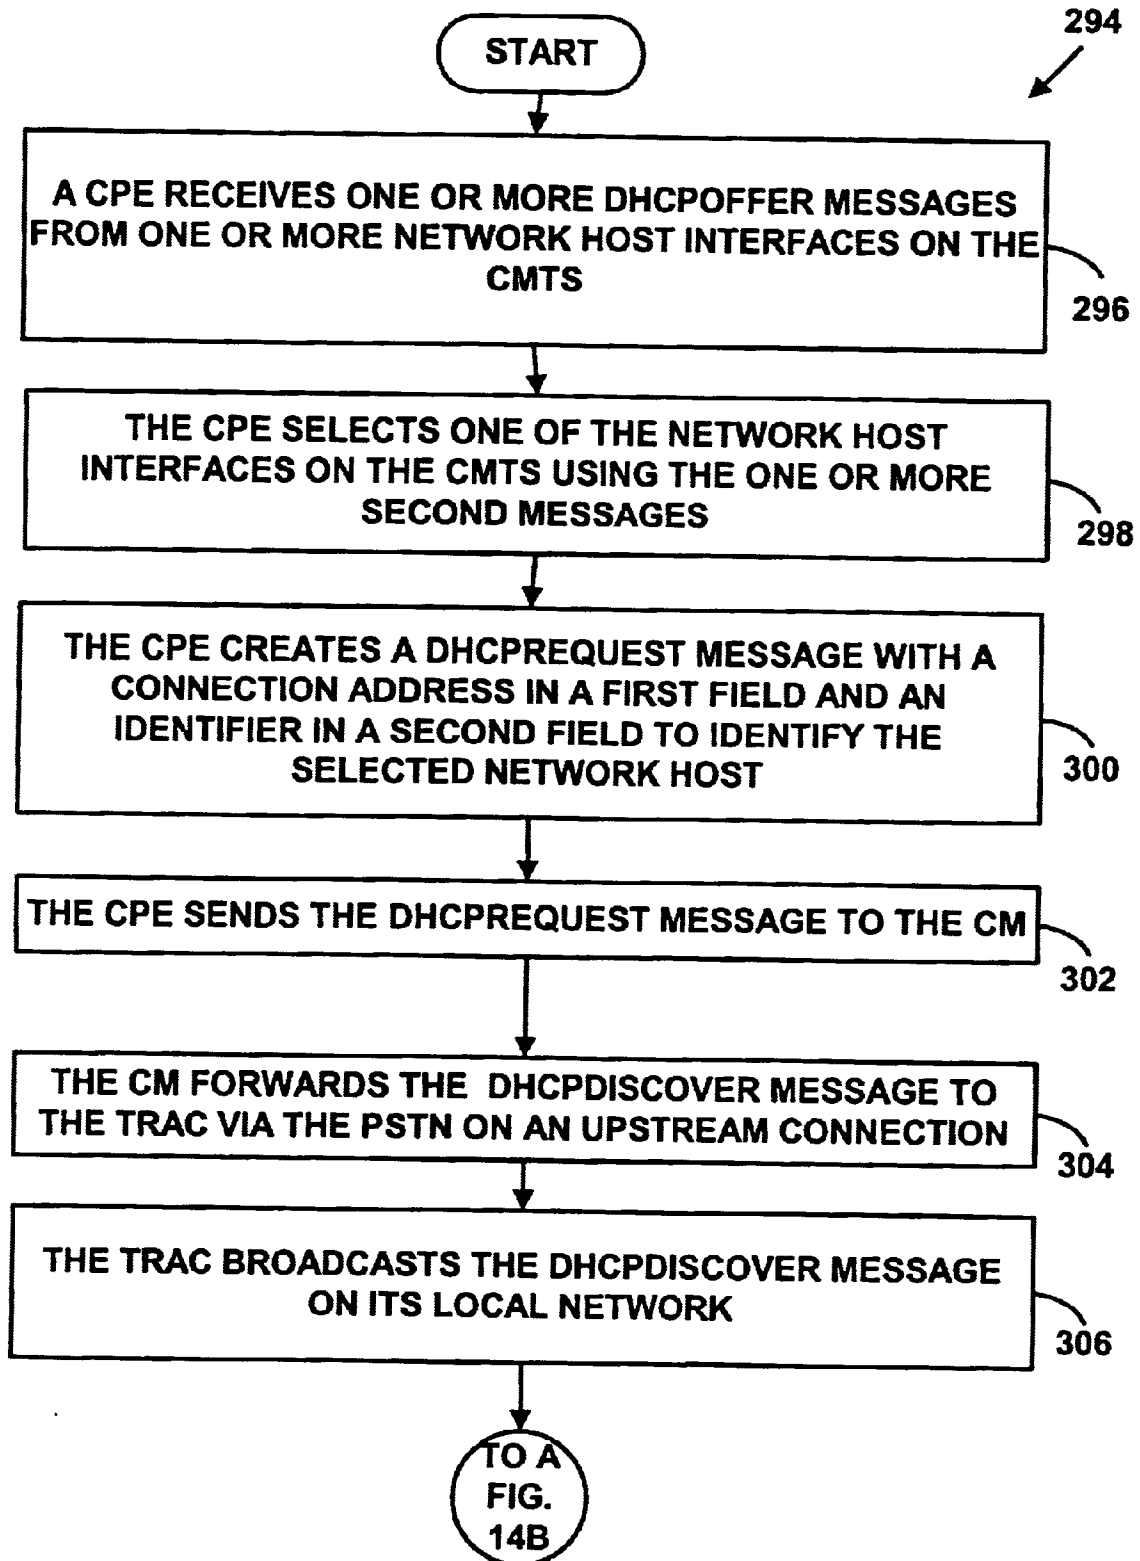 294
START
A CPE RECEIVES ONE OR MORE DHCPOFFER MESSAGES
FROM ONE OR MORE NETWORK HOST INTERFACES ON THE
CMTS
296
THE CPE SELECTS ONE OF THE NETWORK HOST
INTERFACES ON THE CMTS USING THE ONE OR MORE
SECOND MESSAGES
298
THE CPE CREATES A DHCPREQUEST MESSAGE WITH A
CONNECTION ADDRESS IN A FIRST FIELD AND AN
IDENTIFIER IN A SECOND FIELD TO IDENTIFY THE
SELECTED NETWORK HOST
300
THE CPE SENDS THE DHCPREQUEST MESSAGE TO THE CM
302
THE CM FORWARDS THE DHCPDISCOVER MESSAGE TO
THE TRAC VIA THE PSTN ON AN UPSTREAM CONNECTION
304
THE TRAC BROADCASTS THE DHCPDISCOVER MESSAGE
ON ITS LOCAL NETWORK
306
TO A
FIG.
14B